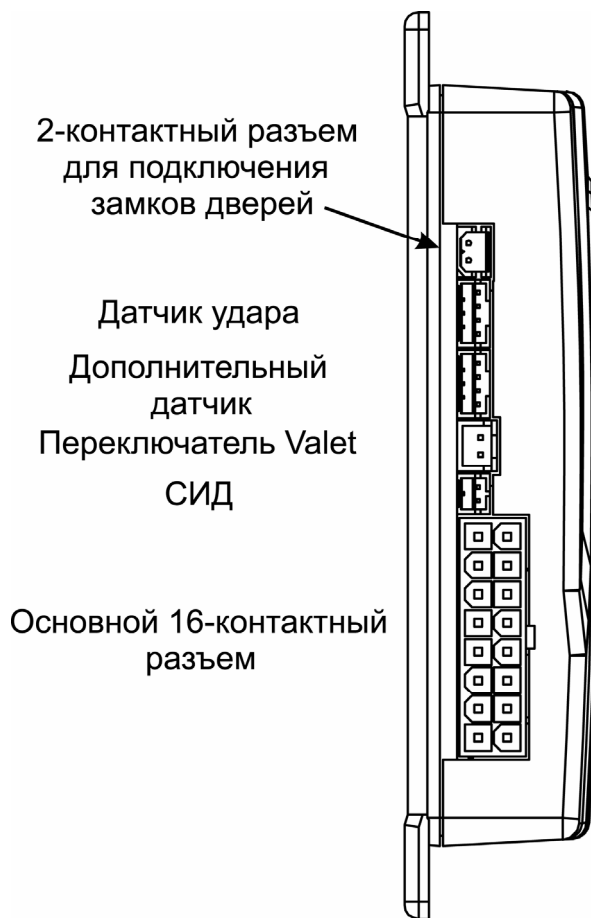 2-контактный разъем
для подключения
замков дверей
Датчик удара
Дополнительный
датчик
Переключатель Valet
СИД
Основной 16-контактный
разъем